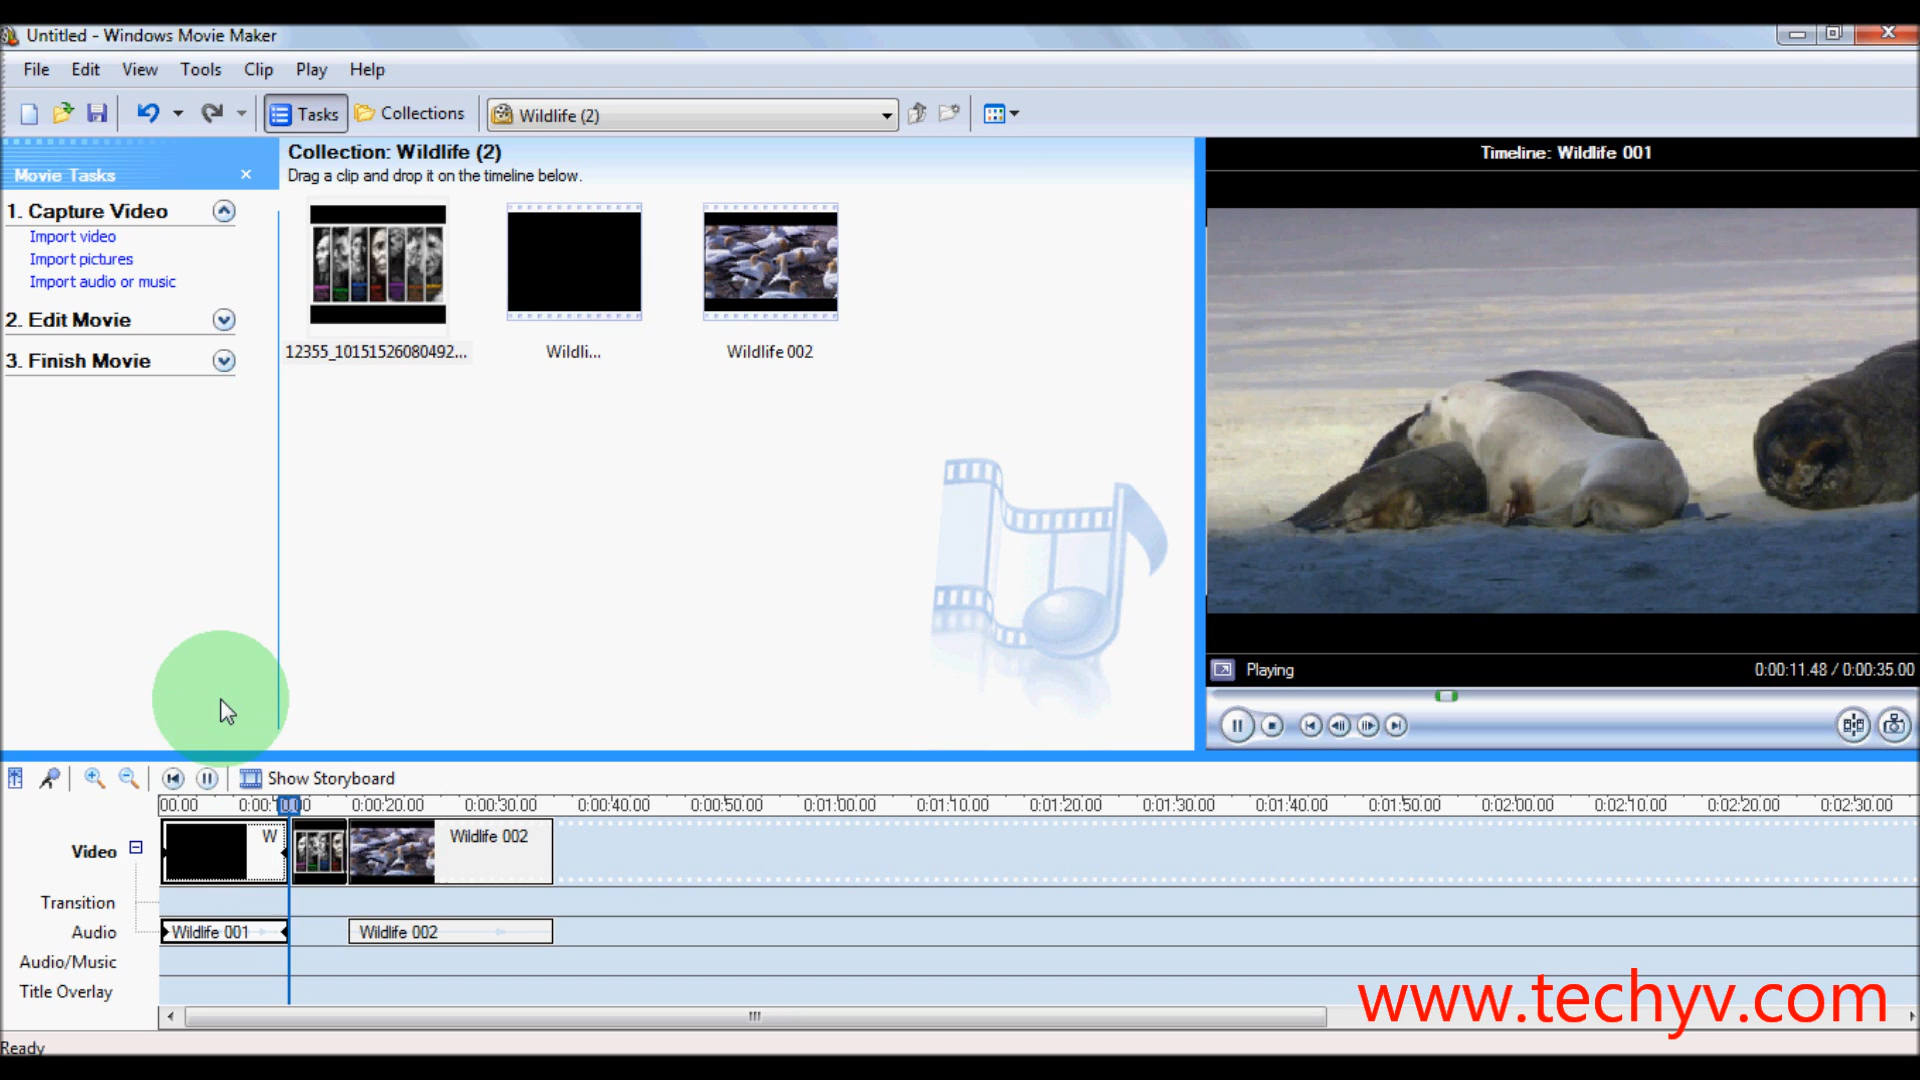 Untitled - Windows Movie Maker
File Edit View Tools Clip Play Help
Tasks Collections Wildlife (2)
Movie Tasks
1. Capture Video
Import video
Import pictures
Import audio or music
2. Edit Movie
3. Finish Movie
Collection: Wildlife (2)
Drag a clip and drop it on the timeline below.
12355_10151526080492... Wildli... Wildlife 002
Timeline: Wildlife 001
Playing 0:00:11.48 / 0:00:35.00
Show Storyboard
00.00 0:00:20.00 0:00:30.00 0:00:40.00 0:00:50.00 0:01:00.00 0:01:10.00 0:01:20.00 0:01:30.00 0:01:40.00 0:01:50.00 0:02:00.00 0:02:10.00 0:02:20.00 0:02:30.00
Video W Wildlife 002
Transition
Audio Wildlife 001 Wildlife 002
Audio/Music
Title Overlay
www.techyv.com
Ready